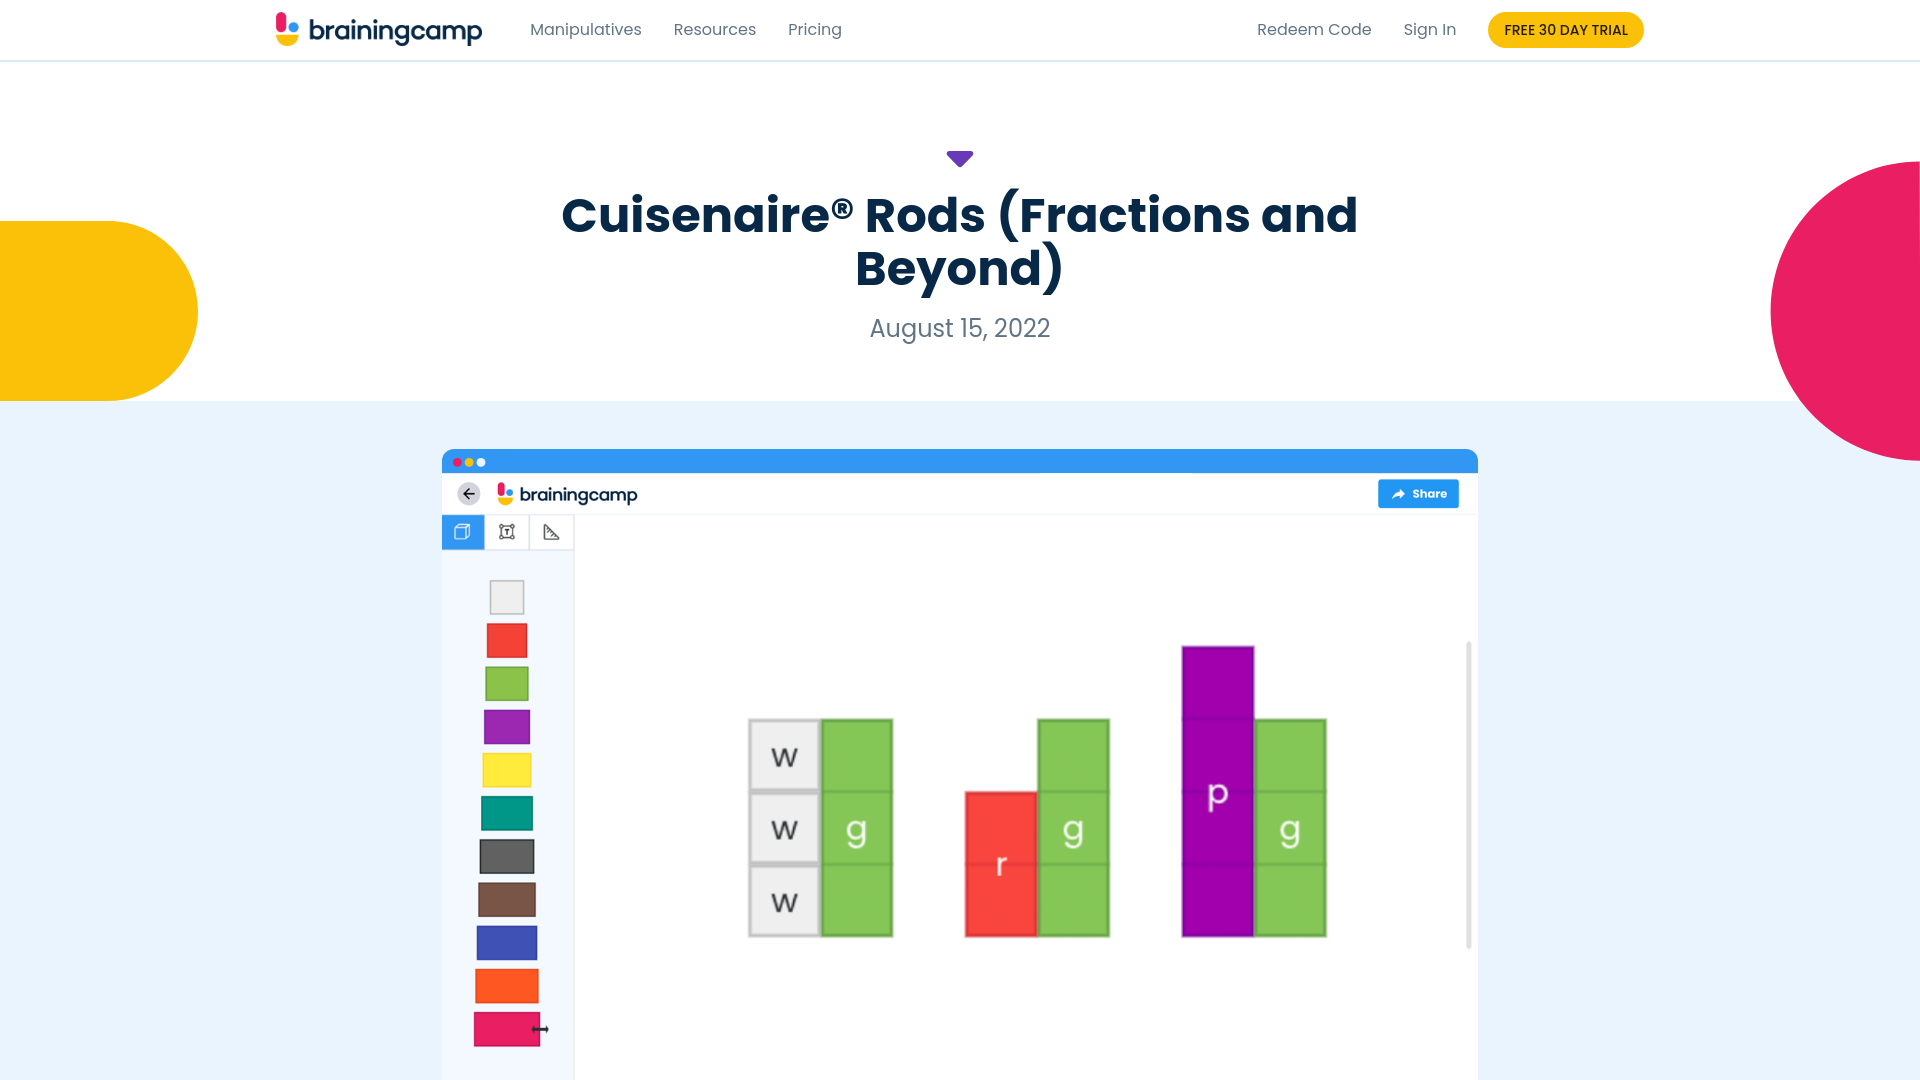 brainingcamp Manipulatives Resources Pricing Redeem Code Sign In FREE 30 DAY TRIAL
Cuisenaire® Rods (Fractions and
Beyond)
August 15, 2022
brainingcamp Share
T
w
w g r g p g
w